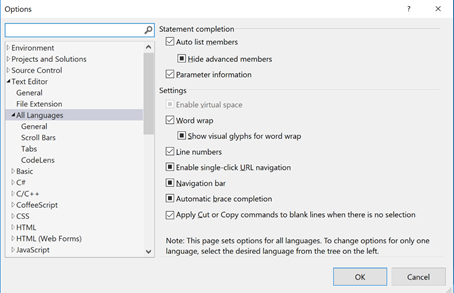 Options
Environment
Projects and Solutions
Source Control
Text Editor
General
File Extension
All Languages
General
Scroll Bars
Tabs
CodeLens
Basic
C#
C/C++
CoffeeScript
CSS
HTML
HTML (Web Forms)
JavaScript
Statement completion
Auto list members
Hide advanced members
Parameter information
Settings
Enable virtual space
Word wrap
Show visual glyphs for word wrap
Line numbers
Enable single-click URL navigation
Navigation bar
Automatic brace completion
Apply Cut or Copy commands to blank lines when there is no selection
Note: This page sets options for all languages. To change options for only one
language, select the desired language from the tree on the left.
OK
Cancel